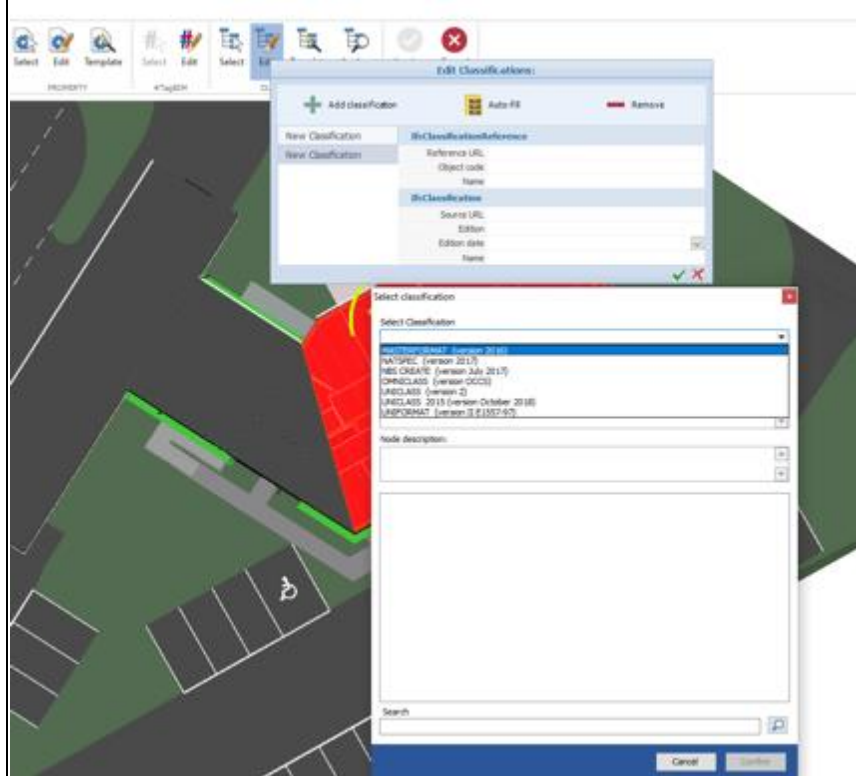 Select Edit Template Select Edit Select
PROPERTY #TagBIM
Edit Classifications:
Add classification Auto-Fill Remove
New Classification IfcClassificationReference
New Classification Reference URL
Object code
Name
IfcClassification
Source URL
Edition
Edition date
Name
Select classification
Select Classification
MASTERFORMAT (version 2016)
NATSPEC (version 2017)
NBS CREATE (version July 2017)
OMNICLASS (version OCCS)
UNICLASS (version 2)
UNICLASS 2015 (version October 2018)
UNIFORMAT (version II E1557-97)
Node description:
Search
Cancel Confirm